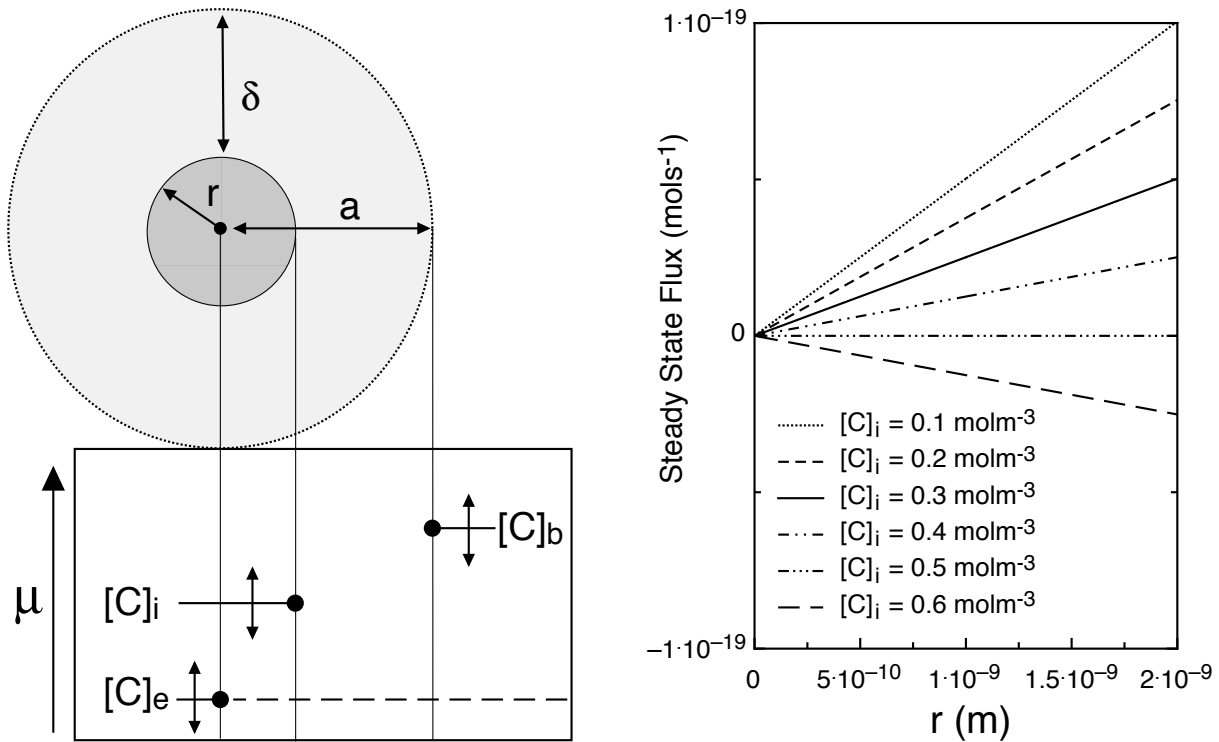 δ
r
a
μ
[C]b
[C]i
[C]e
Steady State Flux (mols-1)
1·10–19
0
–1·10–19
[C]i = 0.1 molm-3
[C]i = 0.2 molm-3
[C]i = 0.3 molm-3
[C]i = 0.4 molm-3
[C]i = 0.5 molm-3
[C]i = 0.6 molm-3
0 5·10–10 1·10–9 1.5·10–9 2·10–9
r (m)